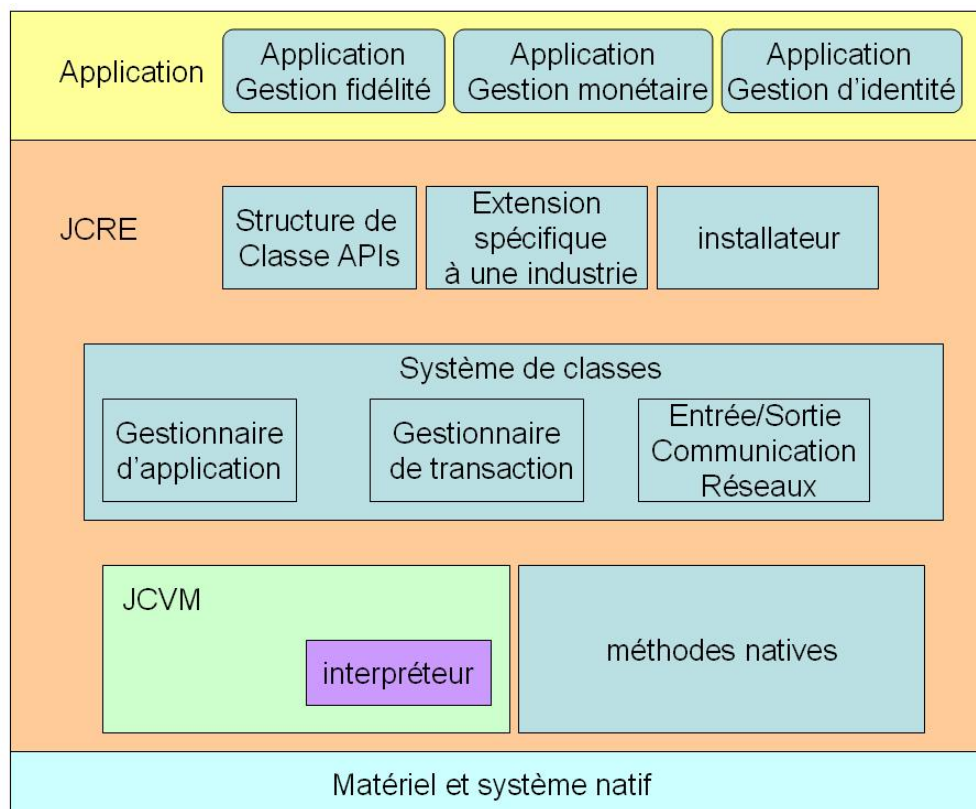 Application
Application
Gestion fidélité
Application
Gestion monétaire
Application
Gestion d'identité
JCRE
Structure de
Classe APIs
Extension
spécifique
à une industrie
installateur
Système de classes
Gestionnaire
d'application
Gestionnaire
de transaction
Entrée/Sortie
Communication
Réseaux
JCVM
interpréteur
méthodes natives
Matériel et système natif